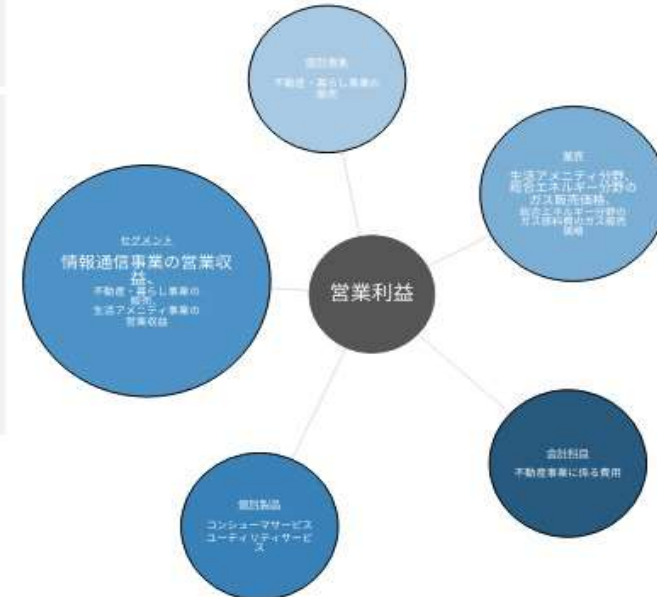 個別事業
不動産・暮らし事業の
販売
業界
生活アメニティ分野、
総合エネルギー分野の
ガス販売価格、
総合エネルギー分野の
ガス原料費のガス販売
価格
セグメント
情報通信事業の営業収
益、
不動産・暮らし事業の
販売、
生活アメニティ事業の
営業収益
営業利益
会計科目
不動産事業に係る費用
個別製品
コンシューマサービス
ユーティリティサービ
ス